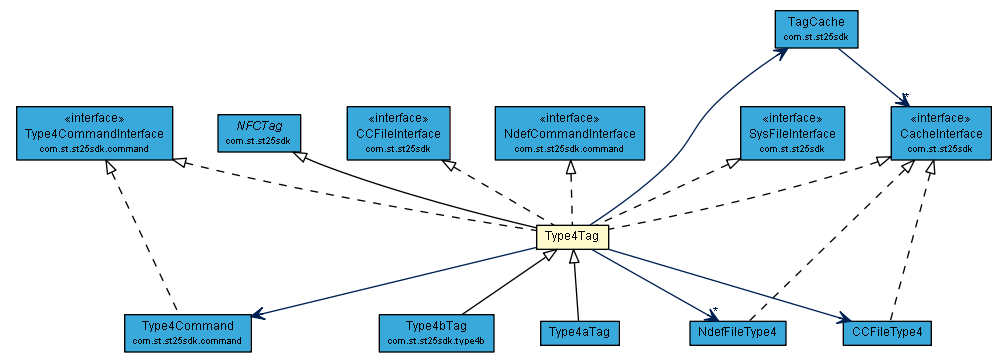 TagCache
com.st.st25sdk
*
«interface»
Type4CommandInterface
com.st.st25sdk.command
NFCTag
com.st.st25sdk
«interface»
CCFileInterface
com.st.st25sdk
«interface»
NdefCommandInterface
com.st.st25sdk.command
«interface»
SysFileInterface
com.st.st25sdk
«interface»
CacheInterface
com.st.st25sdk
Type4Tag
*
Type4Command
com.st.st25sdk.command
Type4bTag
com.st.st25sdk.type4b
Type4aTag
NdefFileType4
CCFileType4